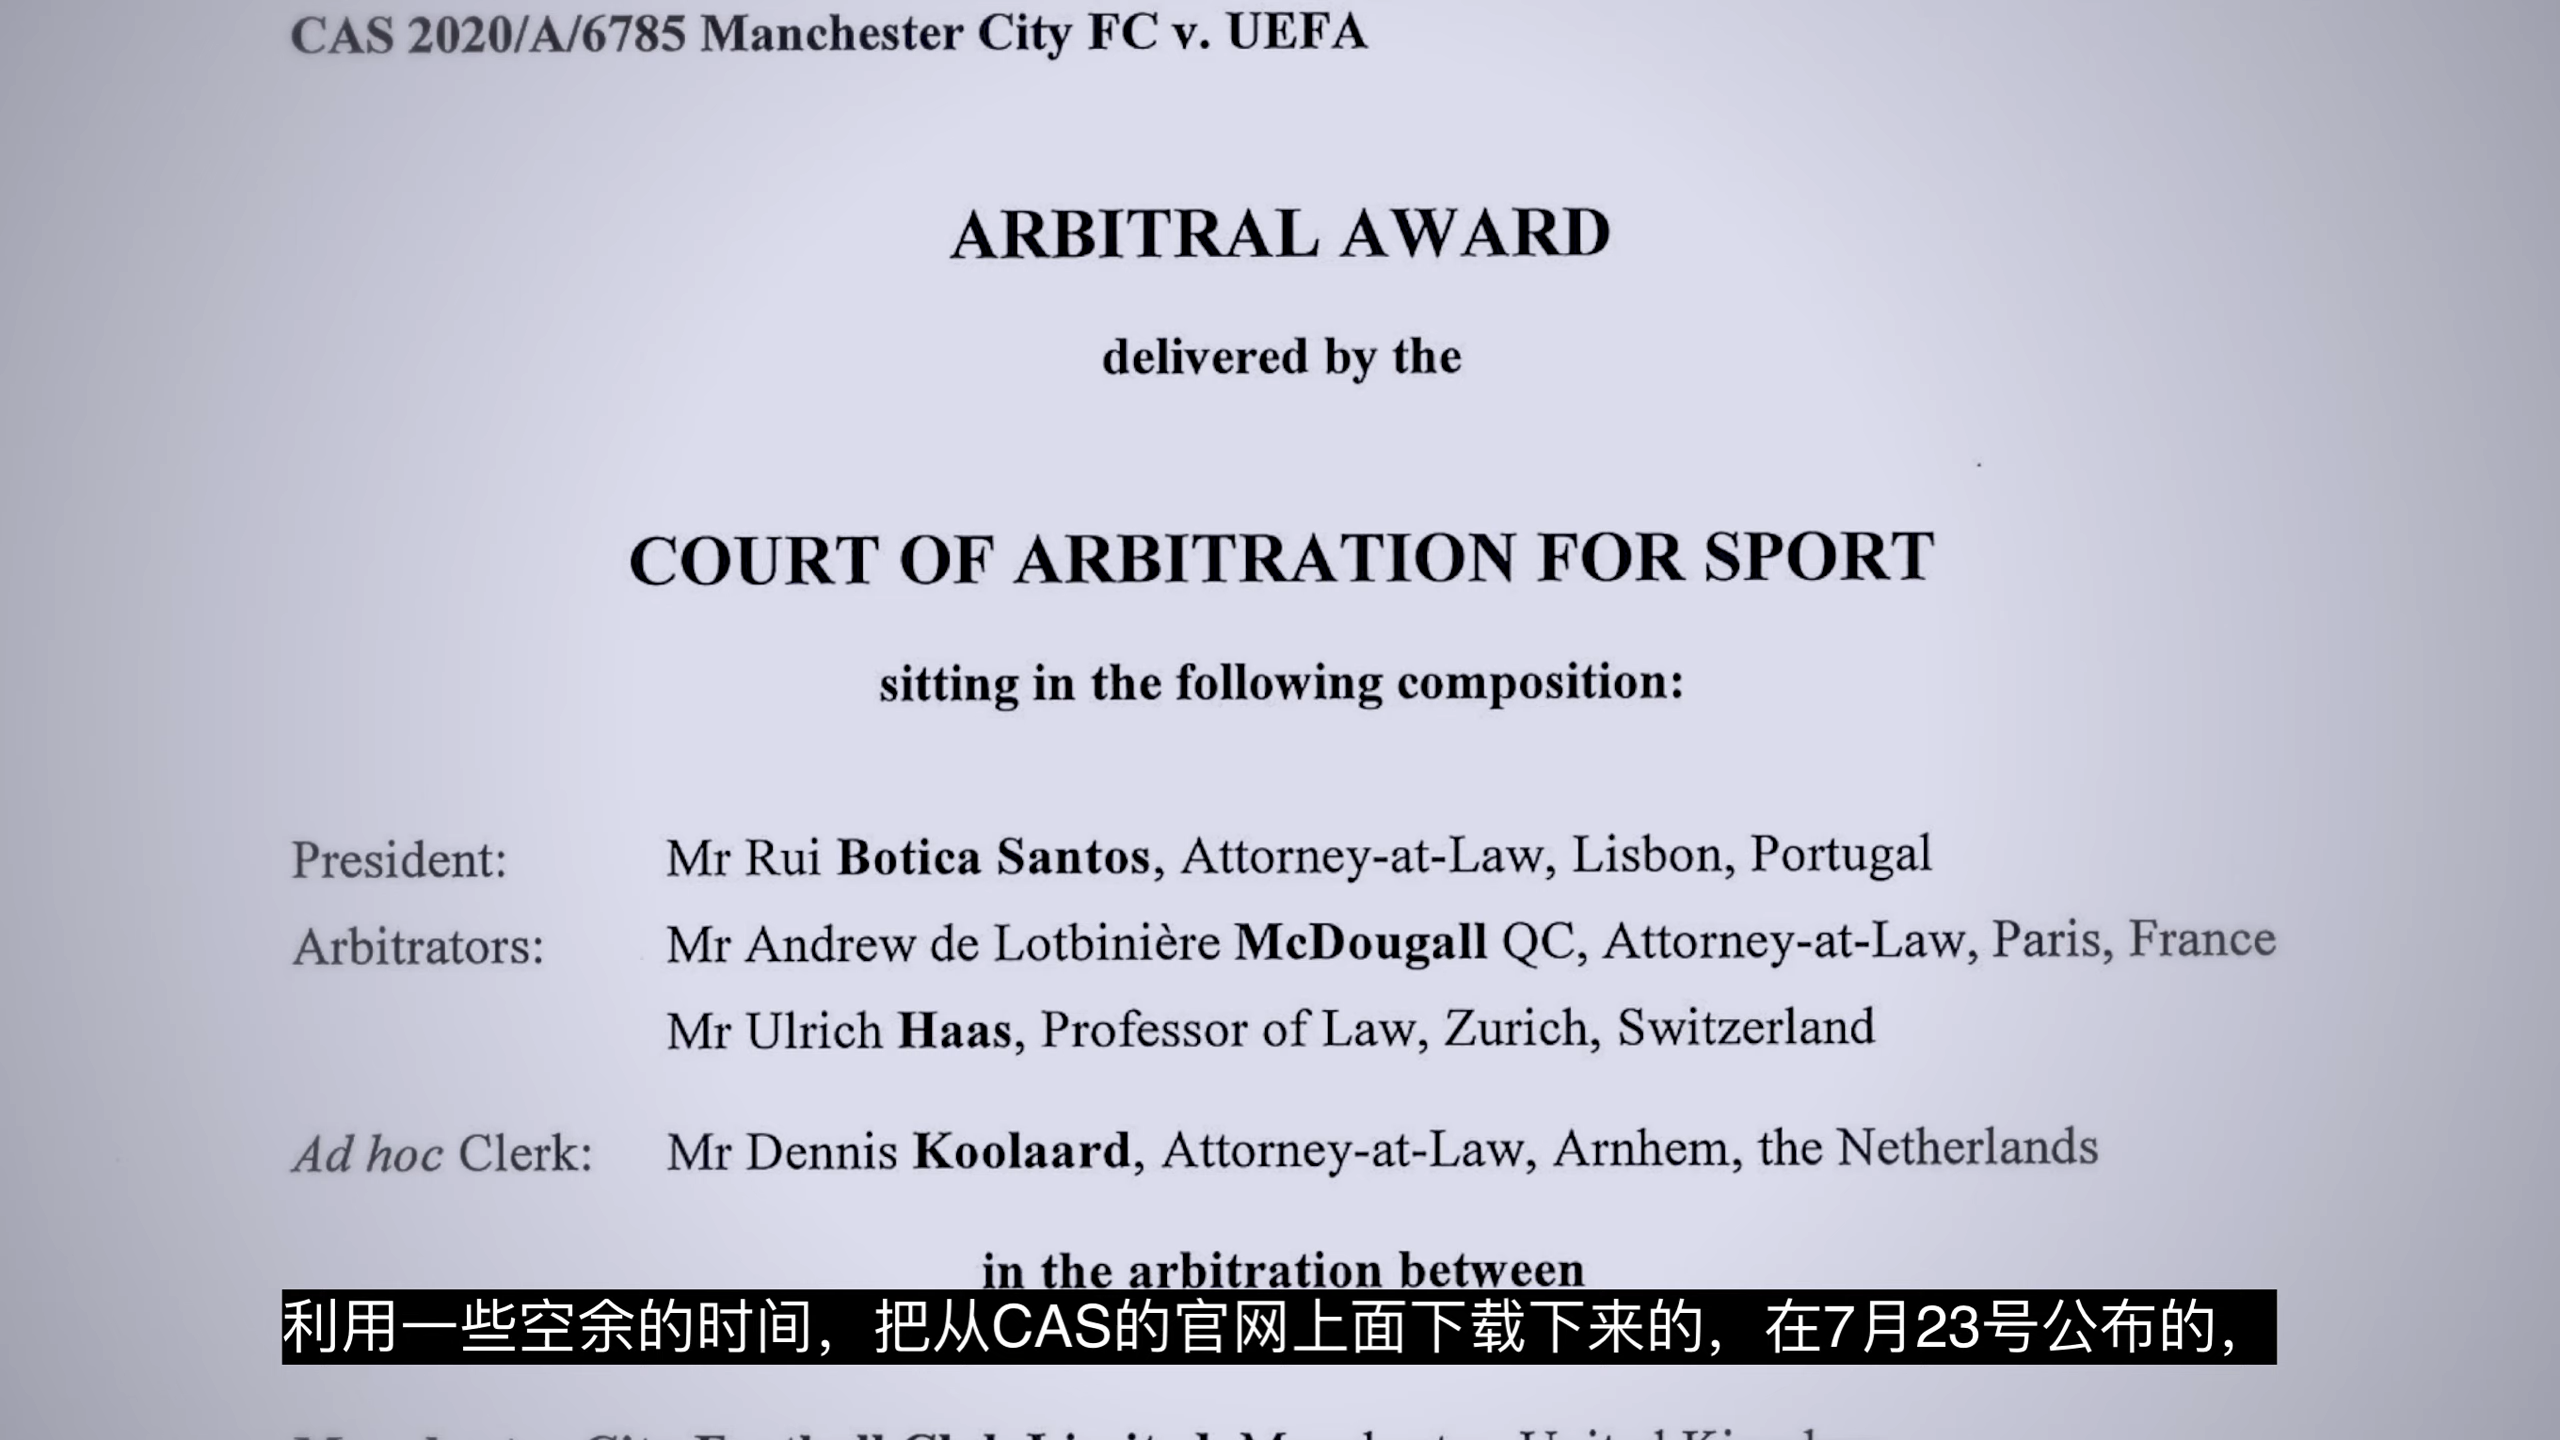 CAS 2020/A/6785 Manchester City FC v. UEFA
ARBITRAL AWARD
delivered by the
COURT OF ARBITRATION FOR SPORT
sitting in the following composition:
President: Mr Rui Botica Santos, Attorney-at-Law, Lisbon, Portugal
Arbitrators: Mr Andrew de Lotbinière McDougall QC, Attorney-at-Law, Paris, France
Mr Ulrich Haas, Professor of Law, Zurich, Switzerland
Ad hoc Clerk: Mr Dennis Koolaard, Attorney-at-Law, Arnhem, the Netherlands
in the arbitration between
利用一些空余的时间，把从CAS的官网上面下载下来的，在7月23号公布的，